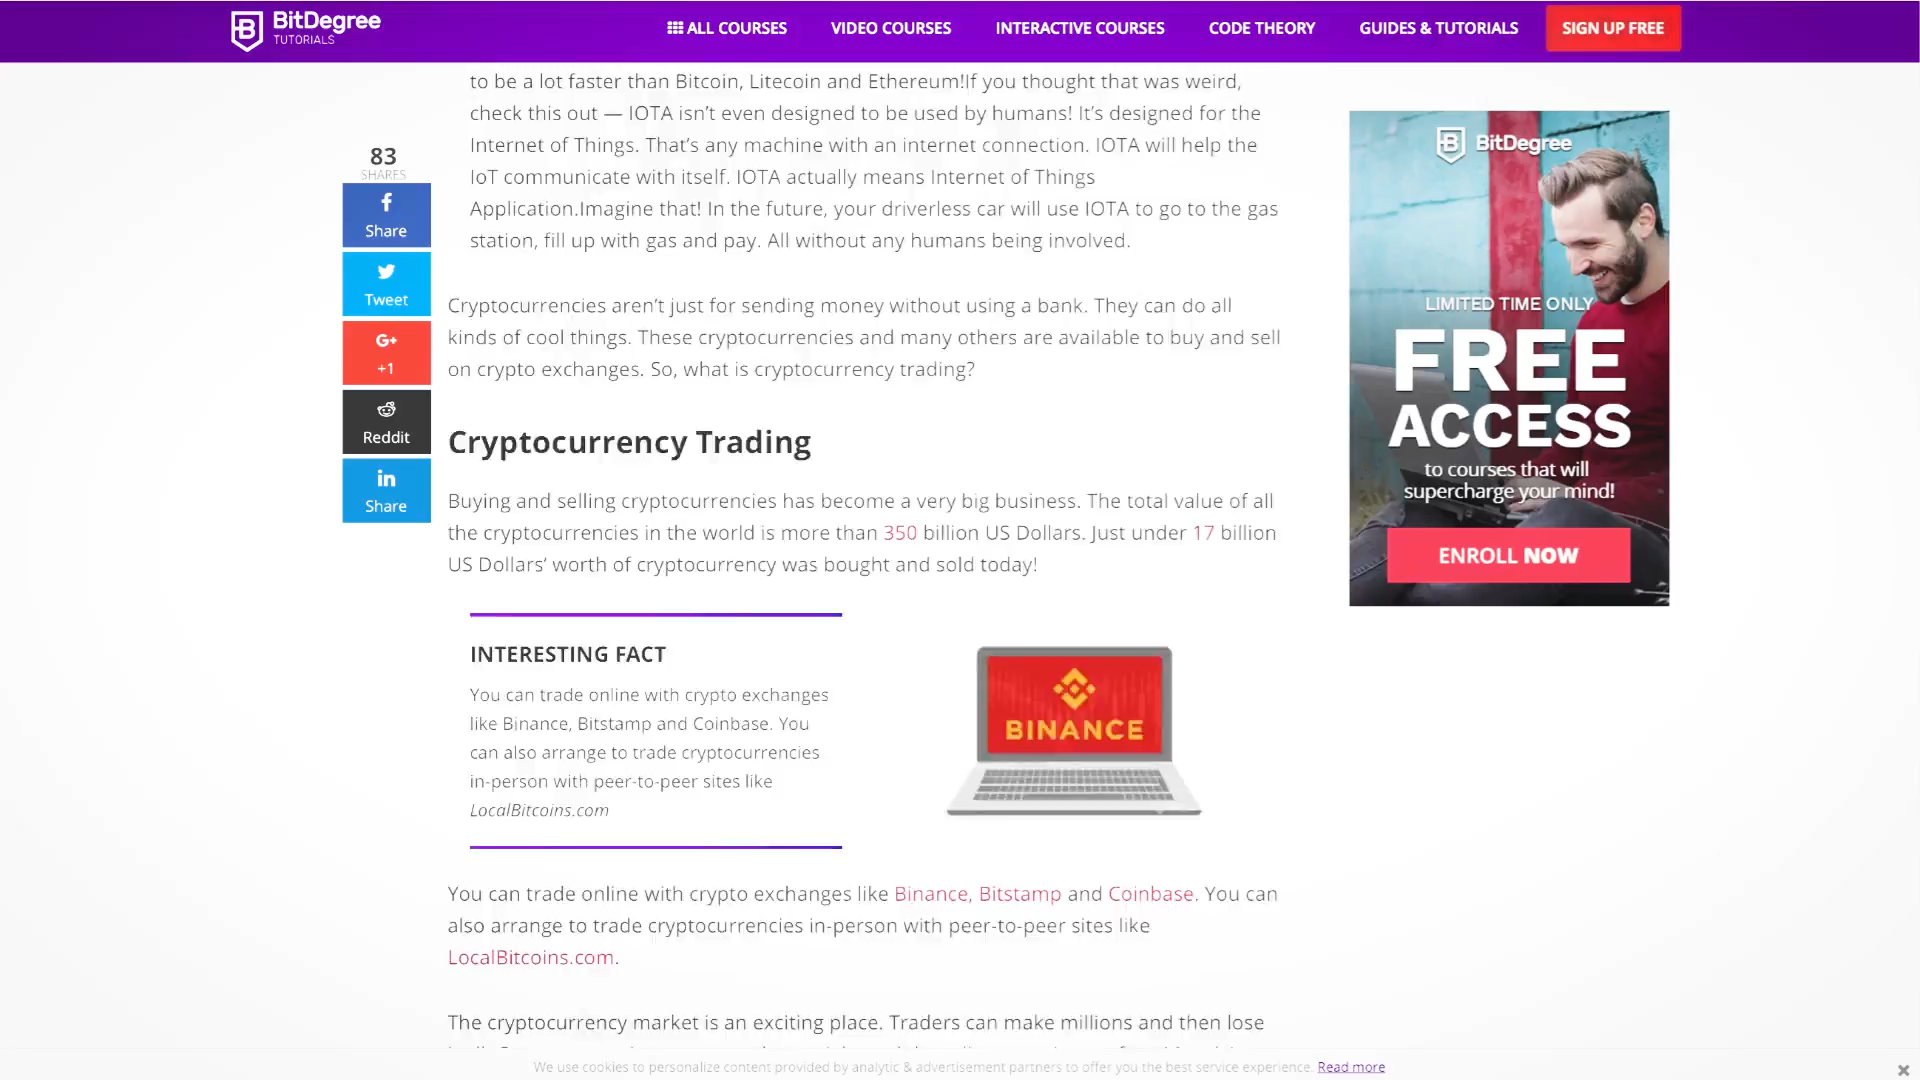 BitDegree
TUTORIALS
ALL COURSES
VIDEO COURSES
INTERACTIVE COURSES
CODE THEORY
GUIDES & TUTORIALS
SIGN UP FREE
to be a lot faster than Bitcoin, Litecoin and Ethereum!If you thought that was weird,
check this out — IOTA isn’t even designed to be used by humans! It’s designed for the
Internet of Things. That’s any machine with an internet connection. IOTA will help the
IoT communicate with itself. IOTA actually means Internet of Things
Application.Imagine that! In the future, your driverless car will use IOTA to go to the gas
station, fill up with gas and pay. All without any humans being involved.
83
SHARES
Share
Tweet
G+
+1
Reddit
in
Share
Cryptocurrencies aren’t just for sending money without using a bank. They can do all
kinds of cool things. These cryptocurrencies and many others are available to buy and sell
on crypto exchanges. So, what is cryptocurrency trading?
Cryptocurrency Trading
Buying and selling cryptocurrencies has become a very big business. The total value of all
the cryptocurrencies in the world is more than 350 billion US Dollars. Just under 17 billion
US Dollars’ worth of cryptocurrency was bought and sold today!
INTERESTING FACT
You can trade online with crypto exchanges
like Binance, Bitstamp and Coinbase. You
can also arrange to trade cryptocurrencies
in-person with peer-to-peer sites like
LocalBitcoins.com
BINANCE
You can trade online with crypto exchanges like Binance, Bitstamp and Coinbase. You can
also arrange to trade cryptocurrencies in-person with peer-to-peer sites like
LocalBitcoins.com.
The cryptocurrency market is an exciting place. Traders can make millions and then lose
BitDegree
LIMITED TIME ONLY
FREE
ACCESS
to courses that will
supercharge your mind!
ENROLL NOW
We use cookies to personalize content provided by analytic & advertisement partners to offer you the best service experience. Read more